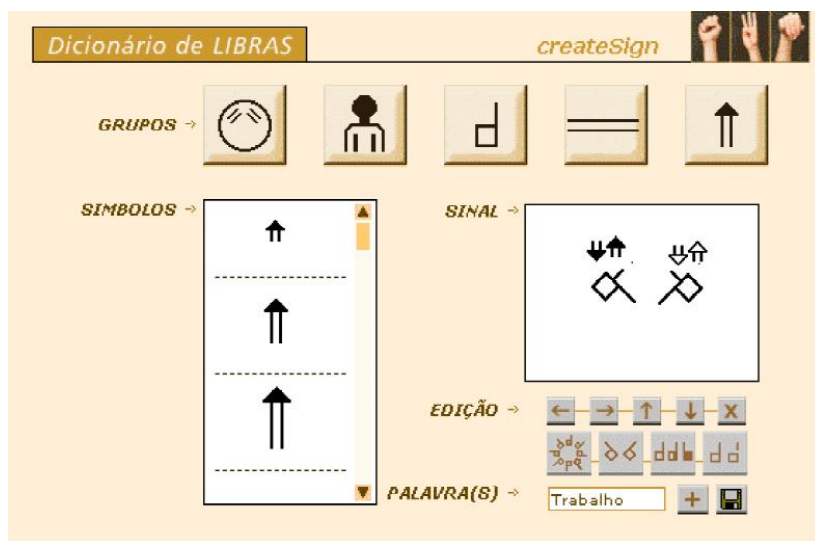 Dicionário de LIBRAS
createSign
GRUPOS
SIMBOLOS
SINAL
EDIÇÃO
PALAVRA(S)
Trabalho